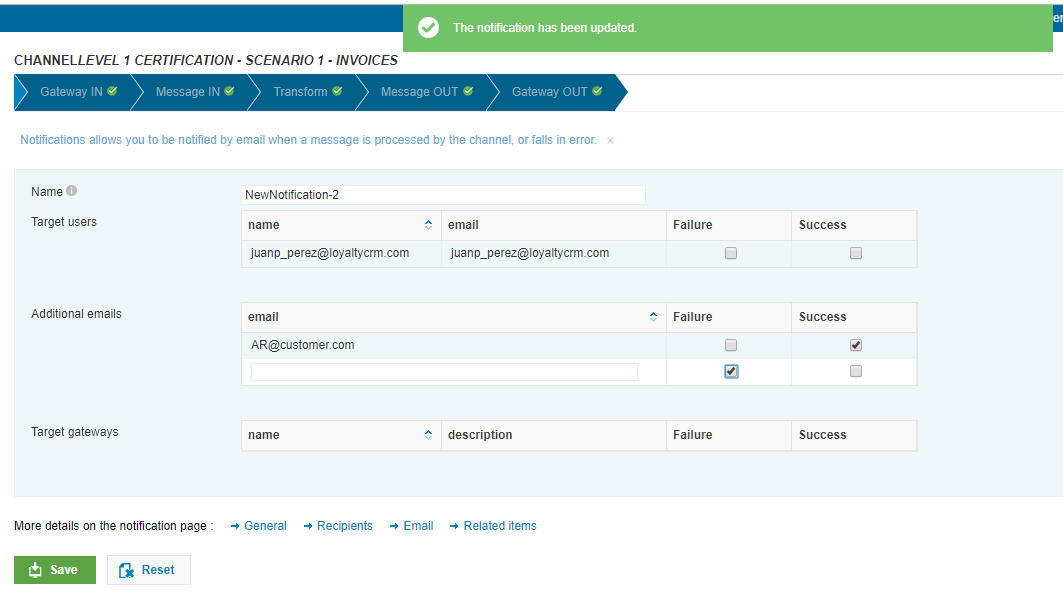 The notification has been updated.
CHANNELLEVEL 1 CERTIFICATION - SCENARIO 1 - INVOICES
Gateway IN Message IN Transform Message OUT Gateway OUT
Notifications allows you to be notified by email when a message is processed by the channel, or falls in error. ×
Name NewNotification-2
Target users name email Failure Success
juanp_perez@loyaltycrm.com juanp_perez@loyaltycrm.com
Additional emails email Failure Success
AR@customer.com
Target gateways name description Failure Success
More details on the notification page : → General → Recipients → Email → Related items
Save Reset